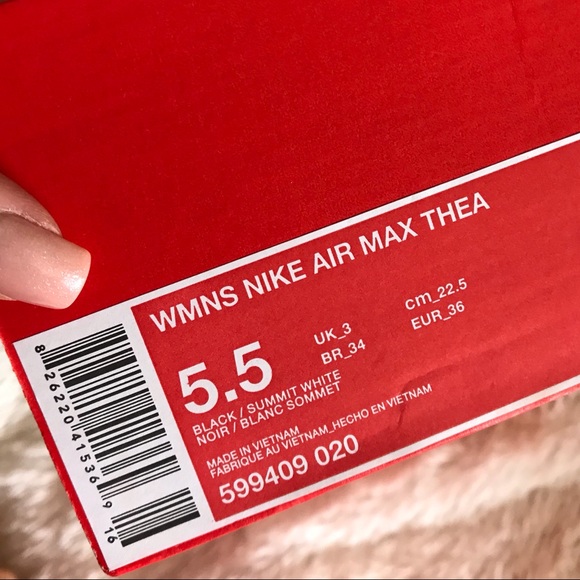 WMNS NIKE AIR MAX THEA
5.5
UK_3
cm_22.5
BR_34
EUR_36
BLACK / SUMMIT WHITE
NOIR / BLANC SOMMET
MADE IN VIETNAM
FABRIQUE AU VIETNAM_HECHO EN VIETNAM
599409 020
8 26220 41536 9 16